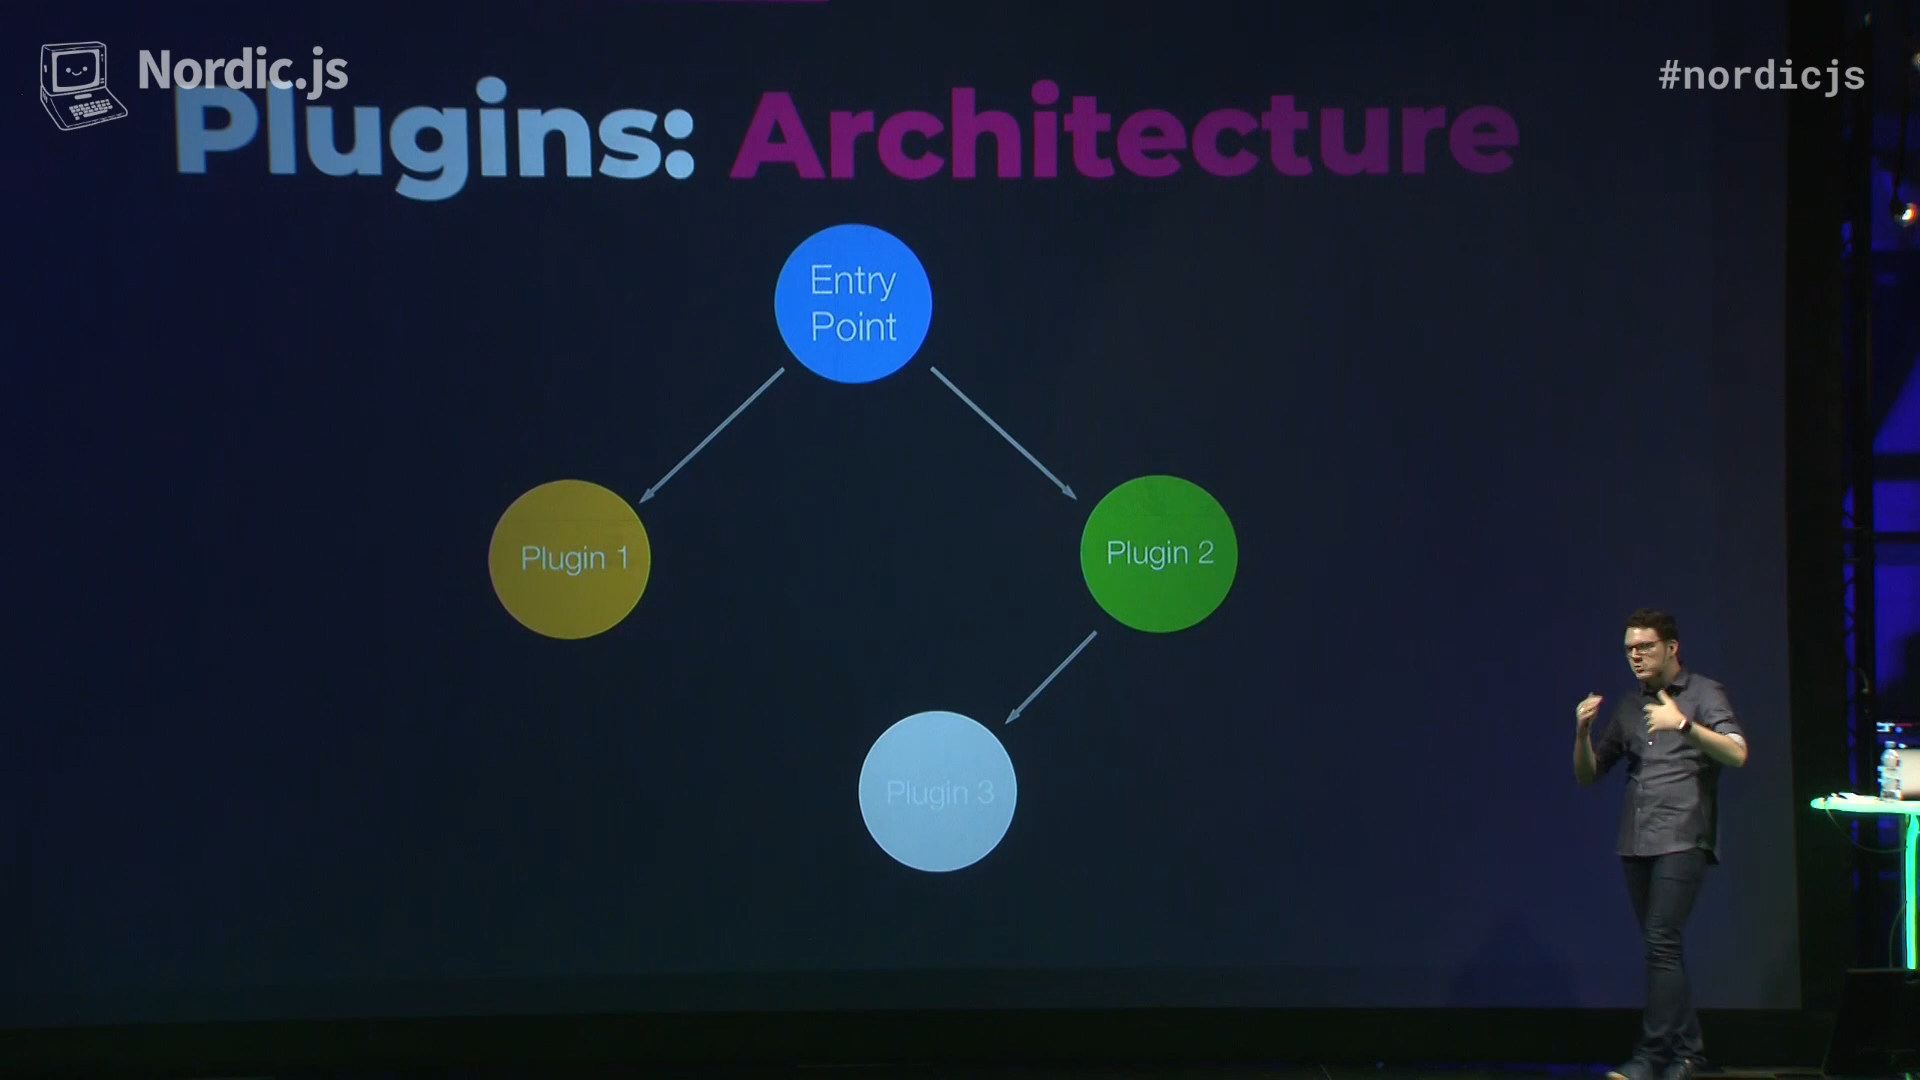 Nordic.js
#nordicjs
Plugins: Architecture
Entry
Point
Plugin 1
Plugin 2
Plugin 3